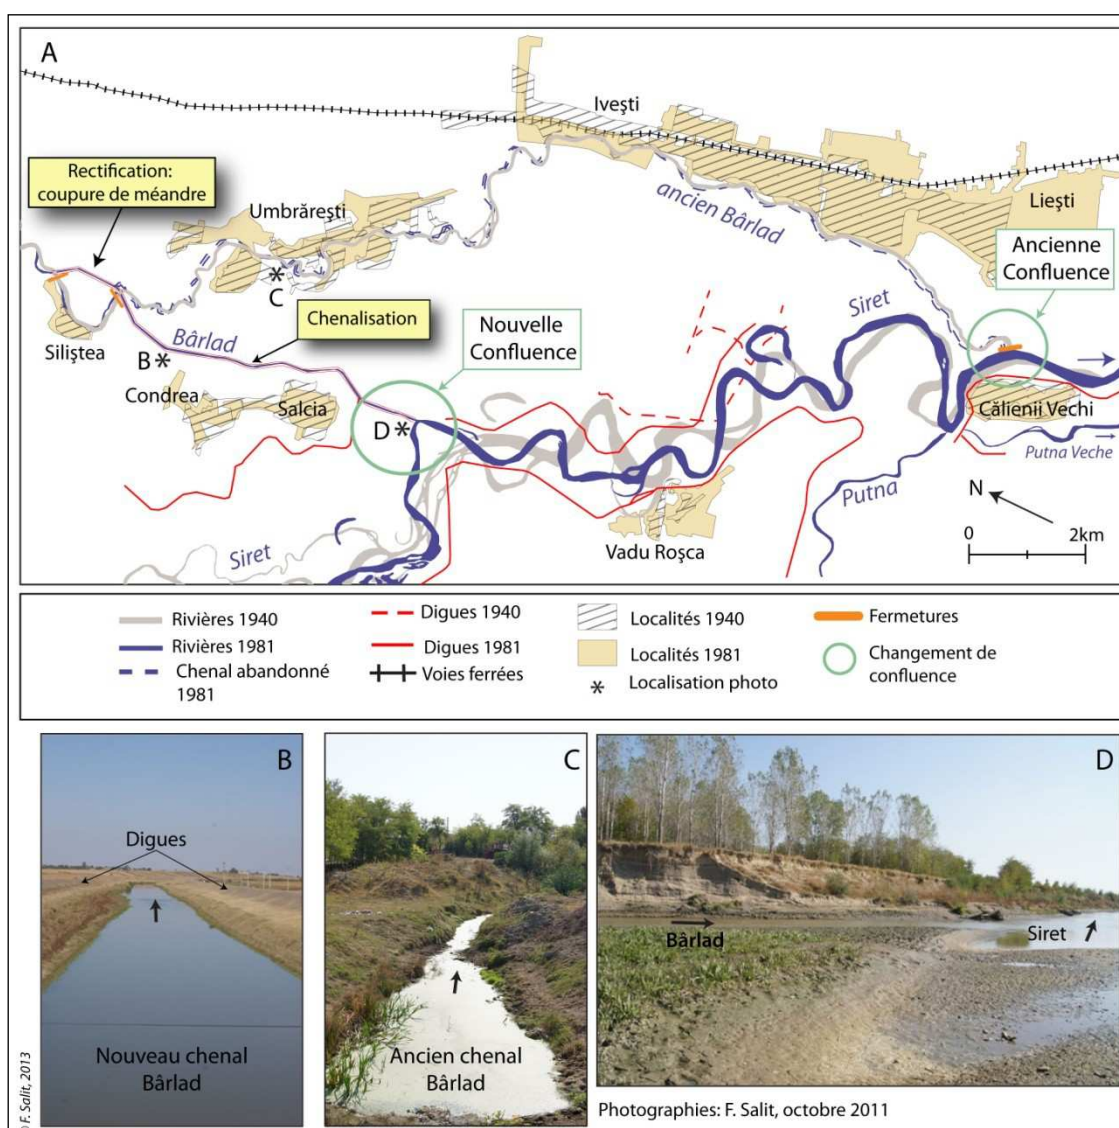 A
Iveşti
Rectification:
coupure de méandre
Umbrăreşti
ancien Bârlad
Lieşti
Ancienne
Confluence
C
Chenalisation
Siret
Nouvelle
Confluence
Bârlad
Siliştea
B
Condrea
Salcia
D
Călienii Vechi
Putna Veche
Putna
N
Siret
Vadu Roşca
0
2km
Rivières 1940
Rivières 1981
Chenal abandonné
1981
Digues 1940
Digues 1981
Voies ferrées
Localités 1940
Localités 1981
* Localisation photo
Fermetures
Changement de
confluence
B
Digues
Nouveau chenal
Bârlad
C
Ancien chenal
Bârlad
D
Bârlad
Siret
F. Salit, 2013
Photographies: F. Salit, octobre 2011